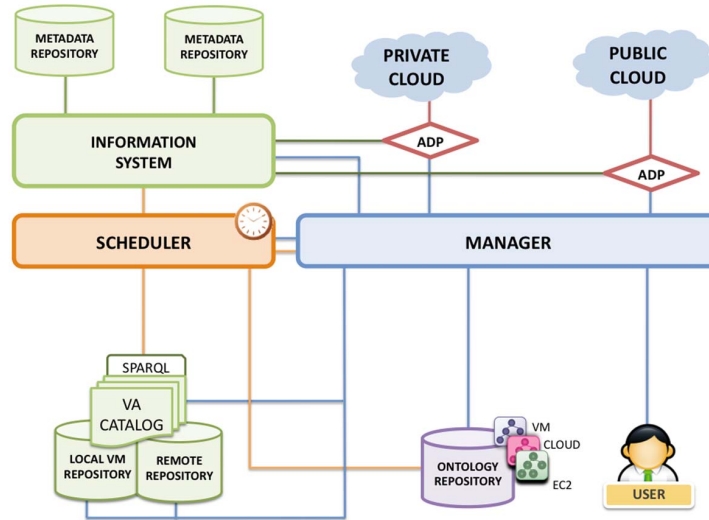 METADATA
REPOSITORY
METADATA
REPOSITORY
PRIVATE
CLOUD
PUBLIC
CLOUD
INFORMATION
SYSTEM
ADP
ADP
SCHEDULER
MANAGER
SPARQL
VA
CATALOG
LOCAL VM
REPOSITORY
REMOTE
REPOSITORY
ONTOLOGY
REPOSITORY
VM
CLOUD
EC2
USER